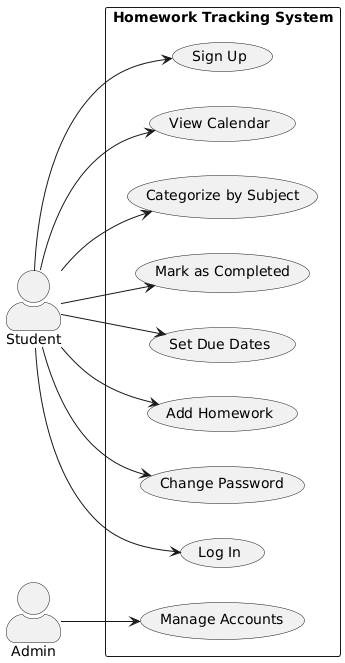 Homework Tracking System
Sign Up
View Calendar
Categorize by Subject
Mark as Completed
Student
Set Due Dates
Add Homework
Change Password
Log In
Manage Accounts
Admin